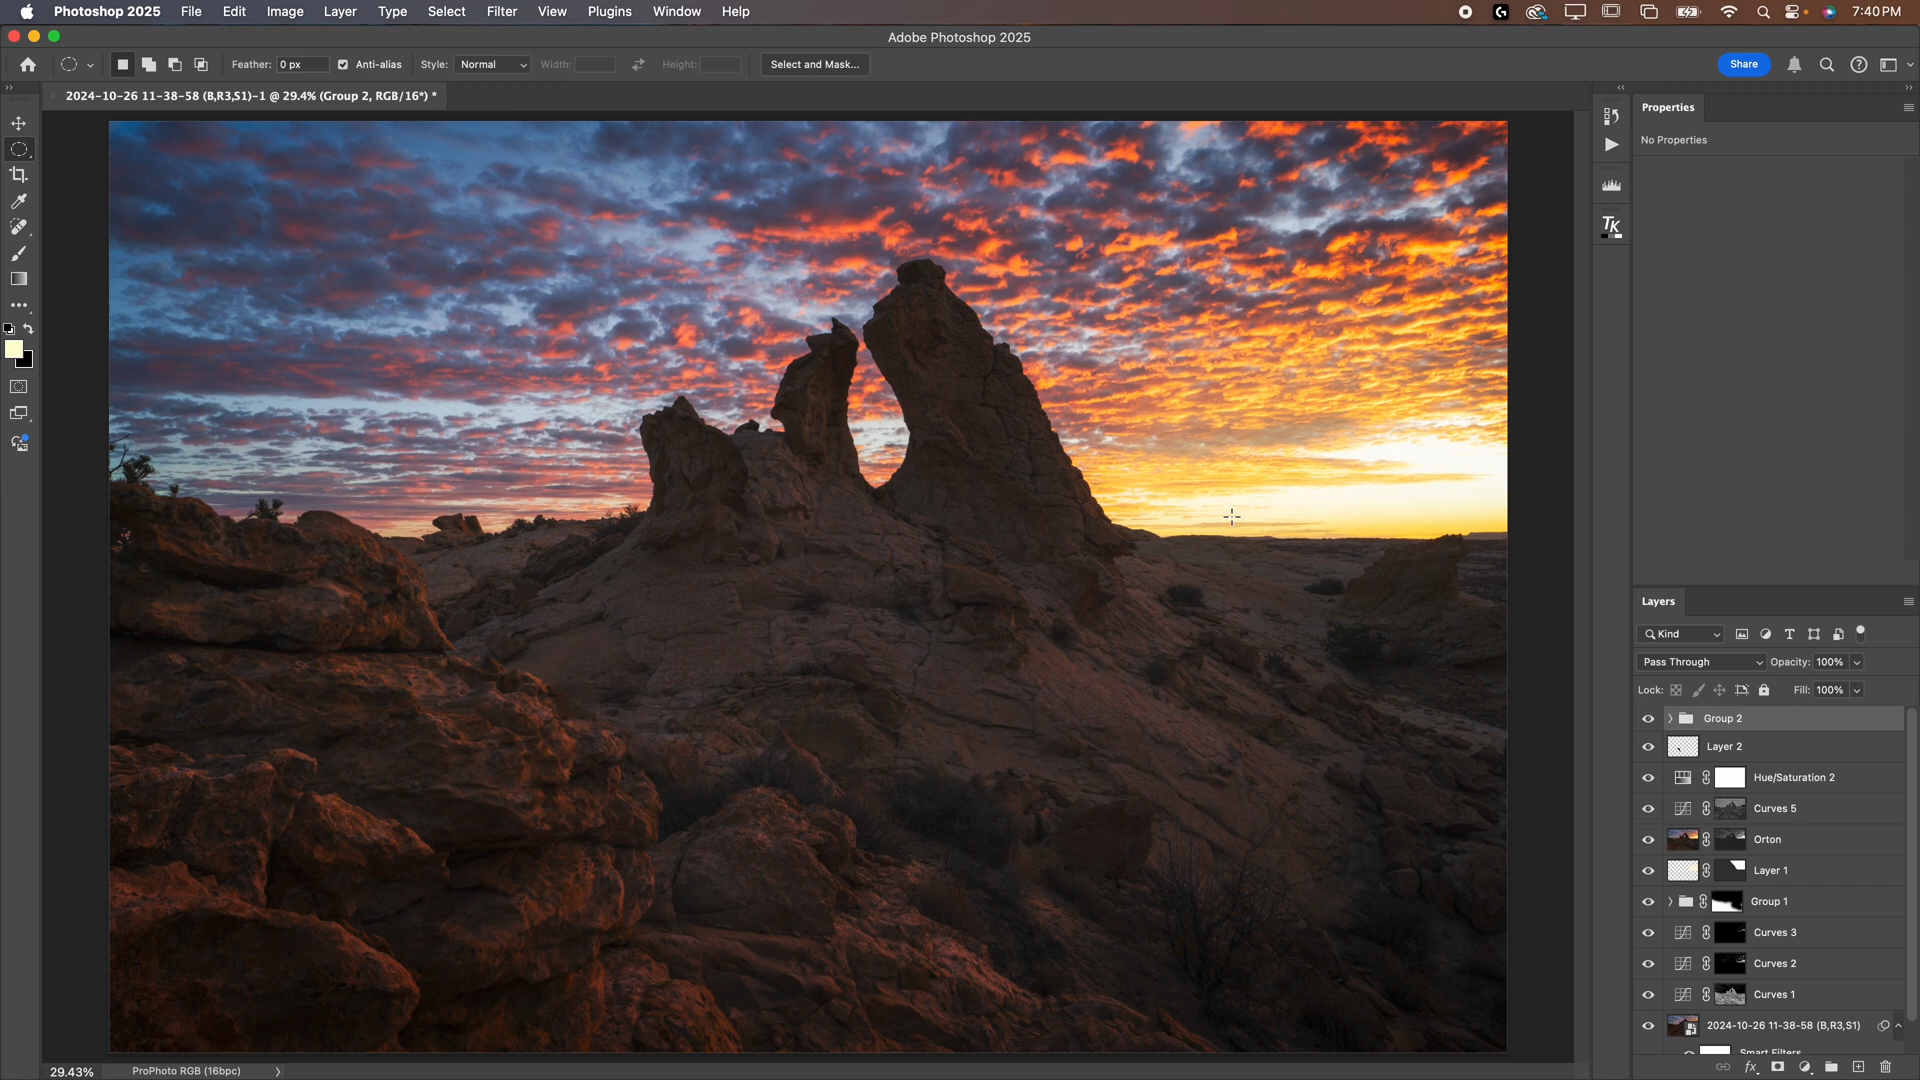 Photoshop 2025 File Edit Image Layer Type Select Filter View Plugins Window Help 7:40 PM
Adobe Photoshop 2025
Feather: 0 px Anti-alias Style: Normal Width: Height: Select and Mask... Share
2024-10-26 11-38-58 (B,R3,S1)-1 @ 29.4% (Group 2, RGB/16*) *
Properties
No Properties
TK
Layers
Kind
Pass Through Opacity: 100%
Lock: Fill: 100%
Group 2
Layer 2
Hue/Saturation 2
Curves 5
Orton
Layer 1
Group 1
Curves 3
Curves 2
Curves 1
2024-10-26 11-38-58 (B,R3,S1)
Smart Filters
fx
29.43% ProPhoto RGB (16bpc)